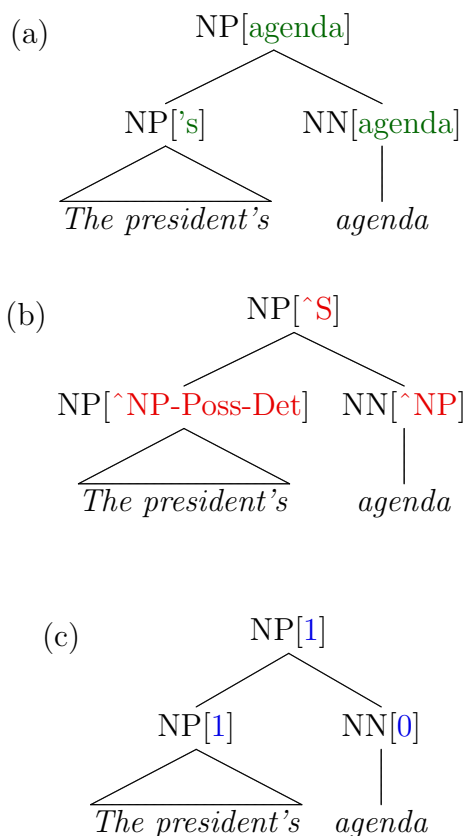 (a)
NP[agenda]
NP['s] NN[agenda]
The president's agenda
(b)
NP[ˆS]
NP[ˆNP-Poss-Det] NN[ˆNP]
The president's agenda
(c)
NP[1]
NP[1] NN[0]
The president's agenda